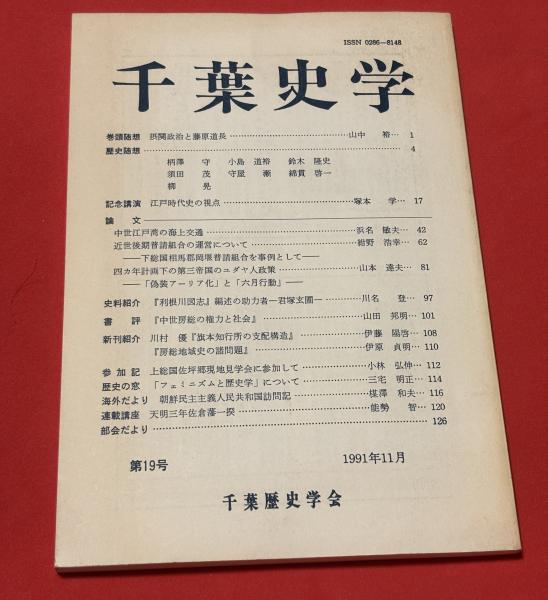 ISSN 0286-8148
千葉史学
巻頭随想 摂関政治と藤原道長……山中 裕… 1
歴史随想…… 4
柄澤 守 小島 道裕 鈴木 隆史
須田 茂 守屋 瀬 綿貫 啓一
柳 晃
記念講演 江戸時代史の視点……塚本 学… 17
論文
中世江戸湾の海上交通……浜名 敏夫… 42
近世後期普請組合の運営について……紺野 浩幸… 62
――下総国相馬郡岡堰普請組合を事例として――
四カ年計画下の第三帝国のユダヤ人政策……山本 達夫… 81
――「偽装アーリア化」と「六月行動」――
史料紹介 『利根川図志』編述の助力者―君塚玄圃―……川名 登… 97
書評 『中世房総の権力と社会』……山田 邦明… 101
新刊紹介 川村 優『旗本知行所の支配構造』……伊藤 陽啓… 108
『房総地域史の諸問題』……伊原 貞明… 110
参加記 上総国佐坪郷現地見学会に参加して……小林 弘伸… 112
歴史の窓 「フェミニズムと歴史学」について……三宅 明正… 114
海外だより 朝鮮民主主義人民共和国訪問記……槇澤 和夫… 116
連載講座 天明三年佐倉藩一揆……能勢 智… 120
部会だより…… 126
第19号 1991年11月
千葉歴史学会